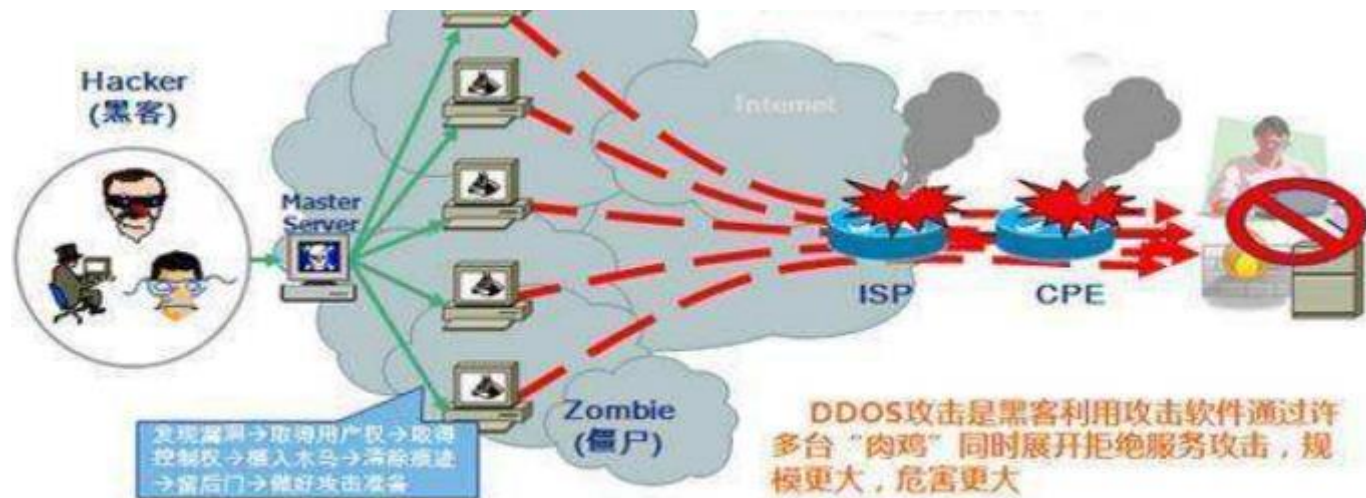 Hacker
(黑客)
Master
Server
Internet
ISP
CPE
Zombie
(僵尸)
发现漏洞→取得用户权→取得
控制权→植入木马→清除痕迹
→留后门→做好攻击准备
DDOS攻击是黑客利用攻击软件通过许
多台“肉鸡”同时展开拒绝服务攻击，规
模更大，危害更大